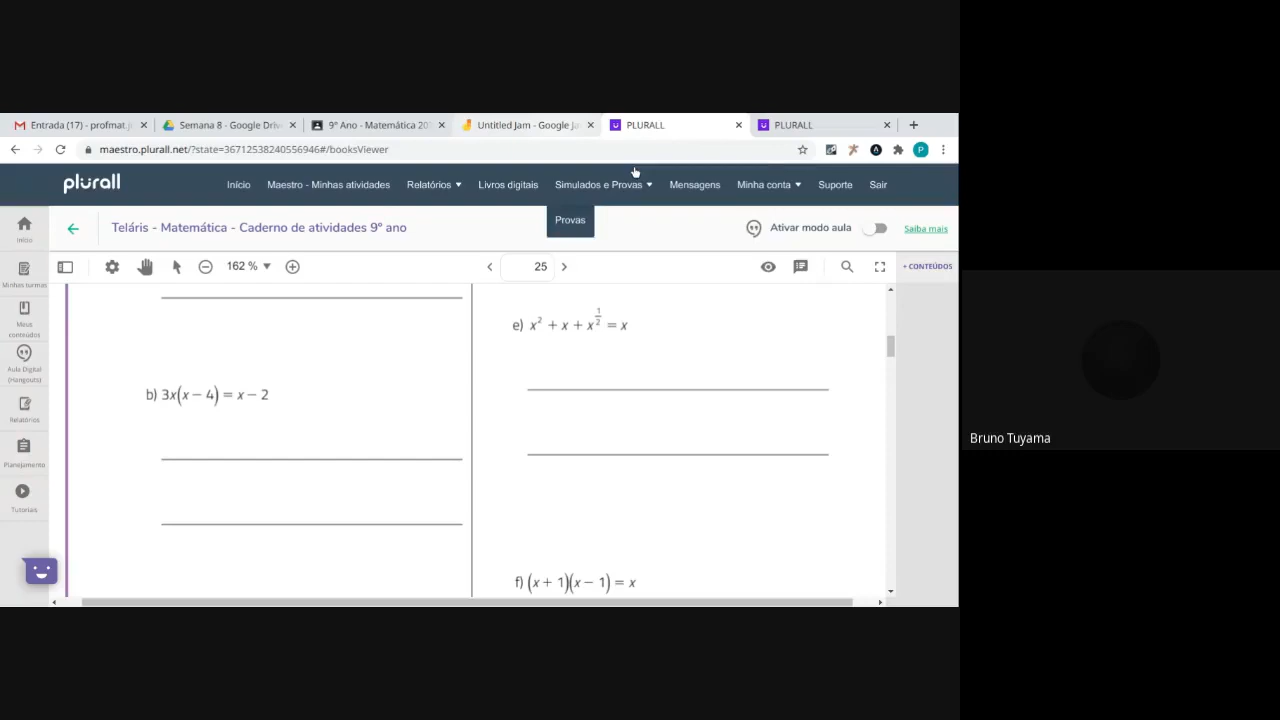 Entrada (17) - profmat.j
Semana 8 - Google Driv
9º Ano - Matemática 202
Untitled Jam - Google Ja
PLURALL
PLURALL
maestro.plurall.net/?state=36712538240556946#/booksViewer
plurall
Início
Maestro - Minhas atividades
Relatórios
Livros digitais
Simulados e Provas
Mensagens
Minha conta
Suporte
Sair
Provas
Teláris - Matemática - Caderno de atividades 9º ano
Ativar modo aula
Saiba mais
162 %
25
+ CONTEÚDOS
Início
Minhas turmas
Meus
conteúdos
Aula Digital
(Hangouts)
Relatórios
Planejamento
Tutoriais
b) 3x(x − 4) = x − 2
e) x² + x + x^(1/2) = x
f) (x + 1)(x − 1) = x
Bruno Tuyama